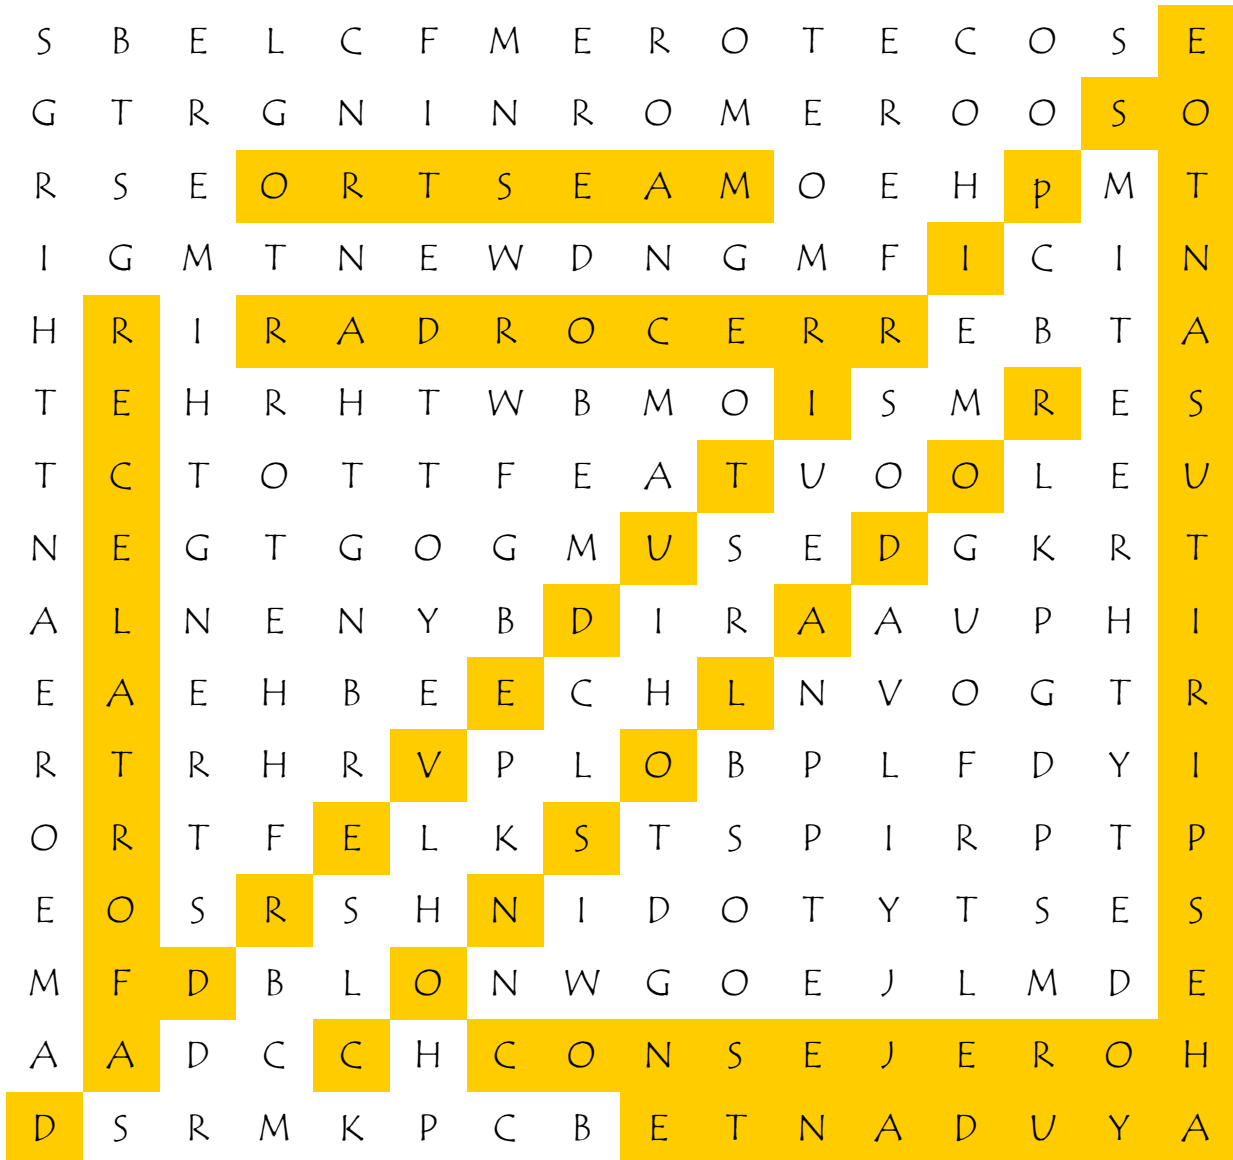 S B E L C F M E R O T E C O S E
G T R G N I N R O M E R O O S O
R S E O R T S E A M O E H p M T
I G M T N E W D N G M F I C I N
H R I R A D R O C E R R E B T A
T E H R H T W B M O I S M R E S
T C T O T T F E A T U O O L E U
N E G T G O G M U S E D G K R T
A L N E N Y B D I R A A U P H I
E A E H B E E C H L N V O G T R
R T R H R V P L O B P L F D Y I
O R T F E L K S T S P I R P T P
E O S R S H N I D O T Y T S E S
M F D B L O N W G O E J L M D E
A A D C C H C O N S E J E R O H
D S R M K P C B E T N A D U Y A